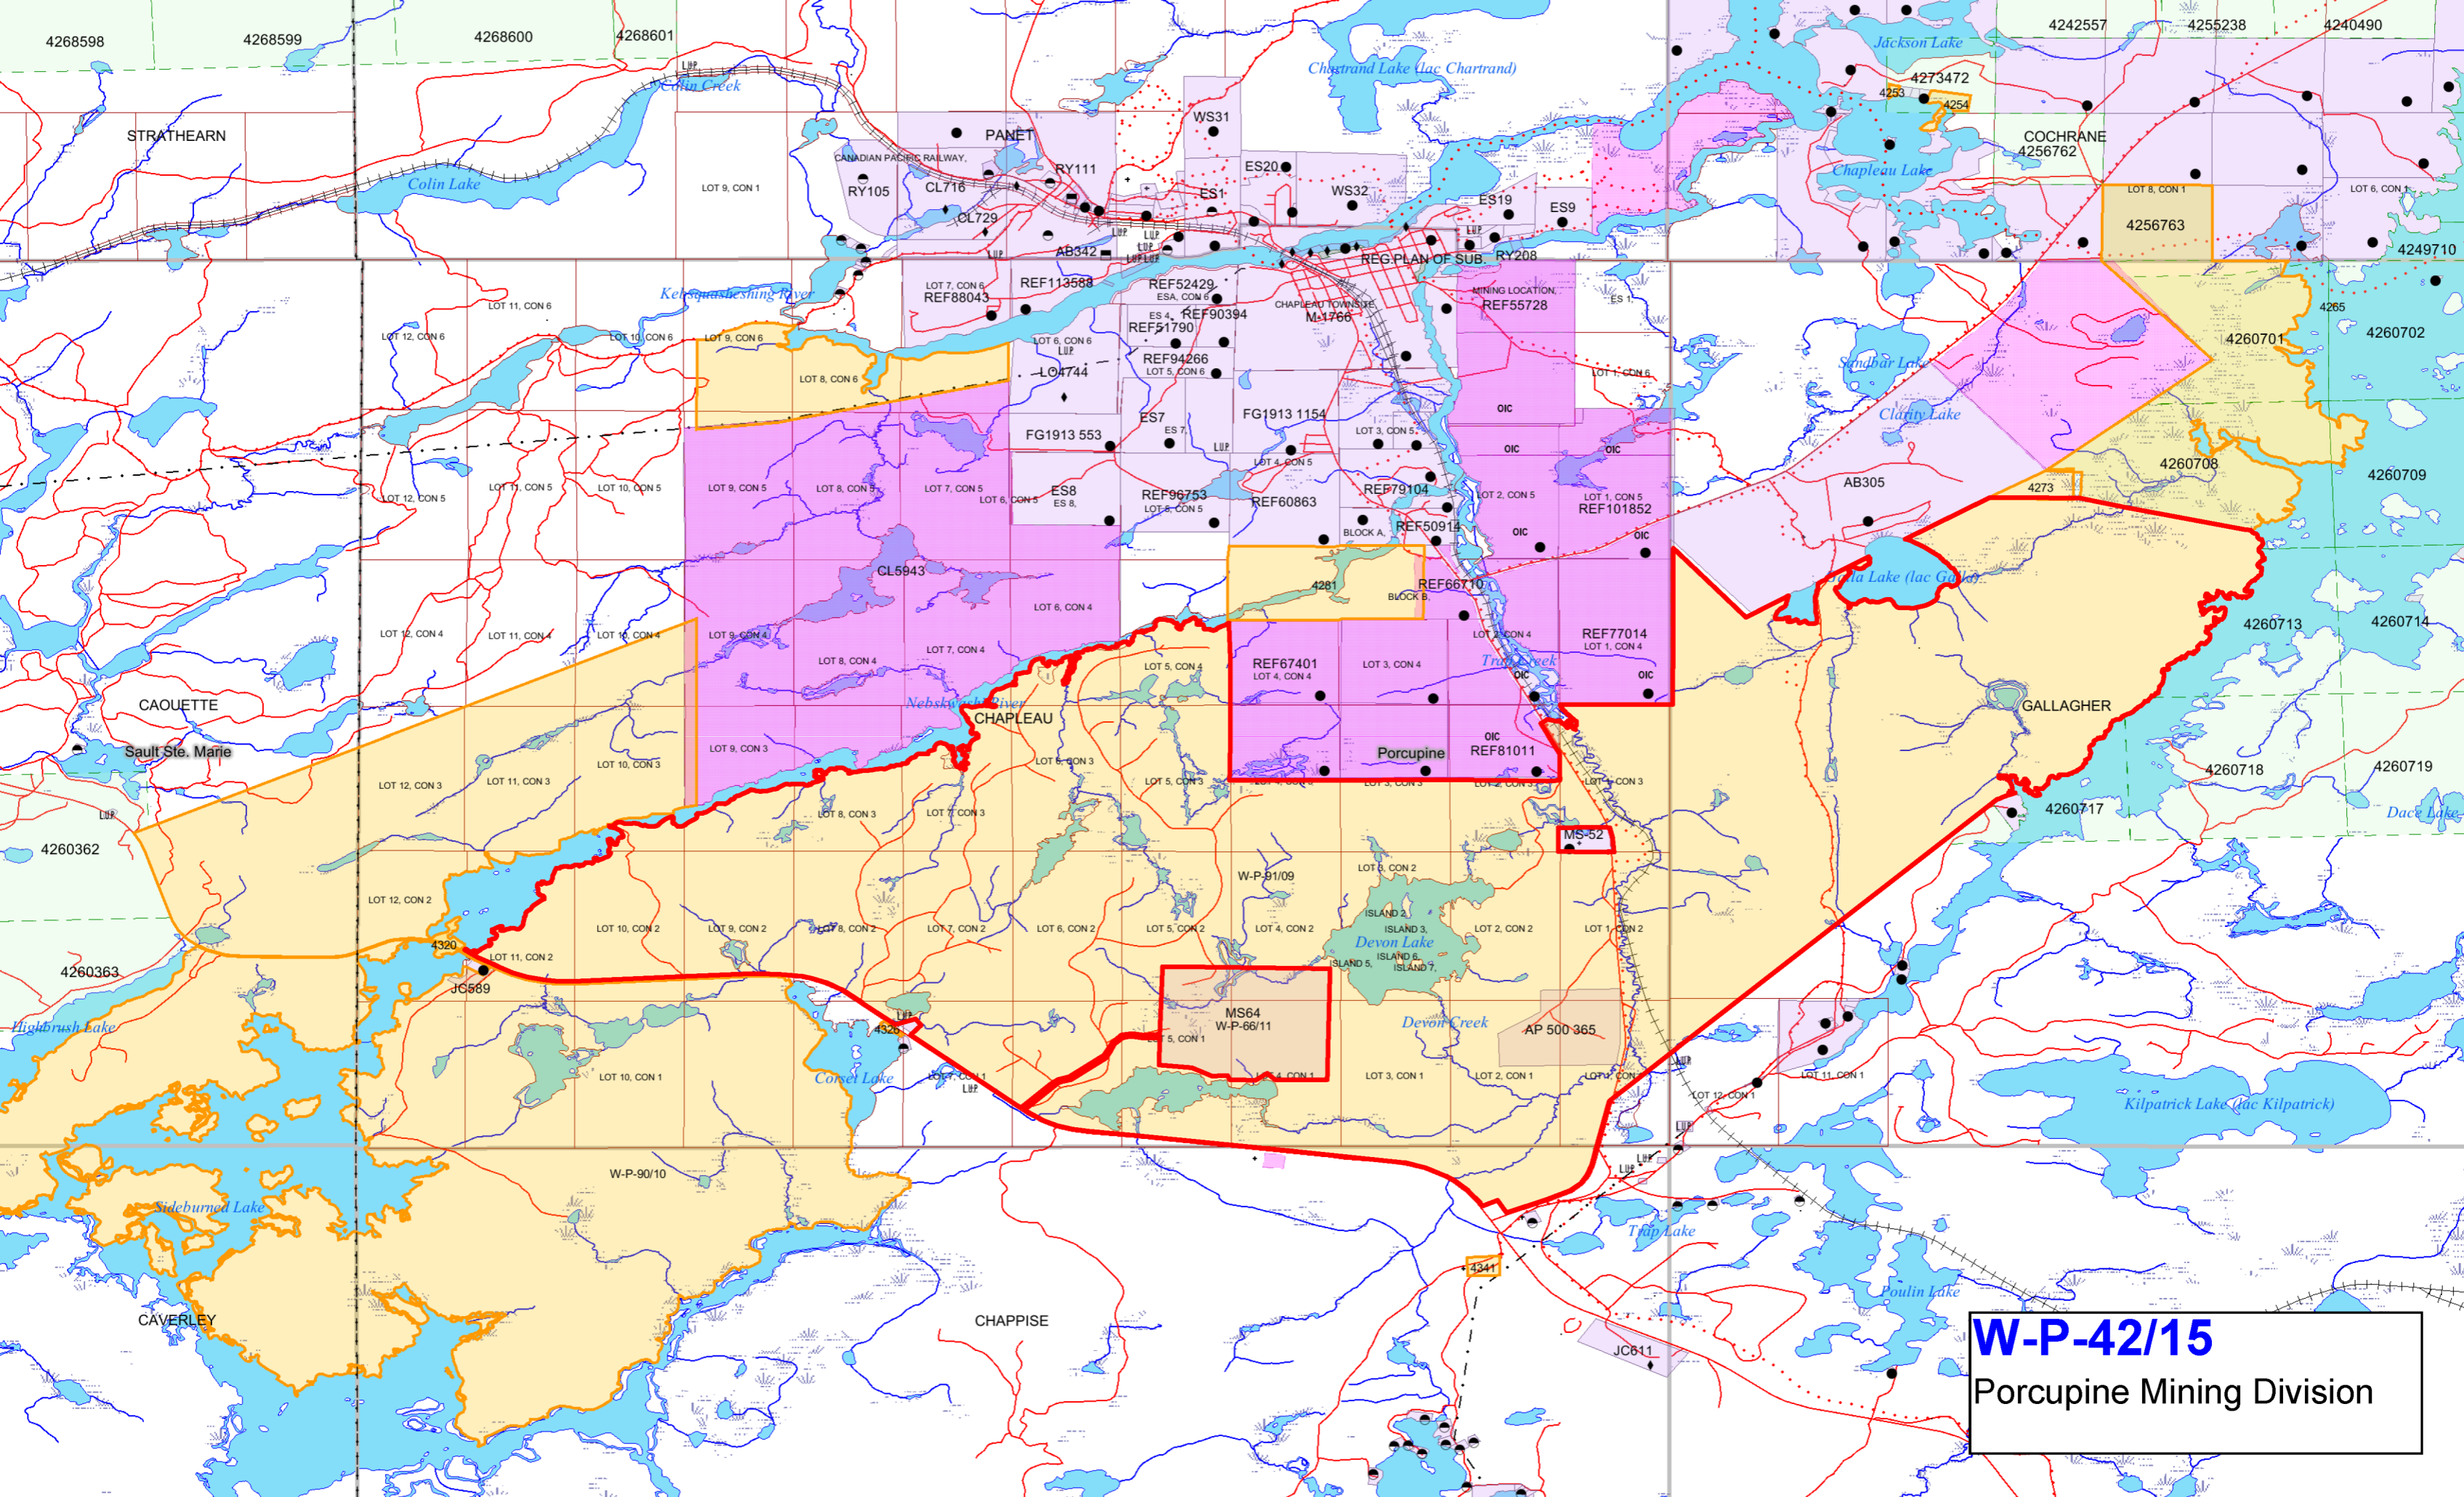 4268598
4268599
4268600
4268601
L.U.P.
Colin Creek
Chartrand Lake (lac Chartrand)
Jackson Lake
4242557
4255238
4240490
4273472
4253
4254
STRATHEARN
Colin Lake
LOT 9, CON 1
CANADIAN PACIFIC RAILWAY,
PANET
WS31
RY105
CL716
RY111
ES20
ES1
WS32
CL729
AB342
L.U.P.
L.U.P.
L.U.P.
L.U.P.
L.U.P.
L.U.P.
L.U.P.
ES19
ES9
REG.PLAN OF SUB.
RY208
COCHRANE
4256762
Chapleau Lake
LOT 8, CON 1
4256763
LOT 6, CON 1
4249710
LOT 11, CON 6
LOT 12, CON 6
LOT 10, CON 6
LOT 9, CON 6
LOT 8, CON 6
LOT 7, CON 6
REF88043
REF113588
REF52429
ESA, CON 6
ES 4,
REF90394
REF51790
LOT 6, CON 6
L.U.P.
REF94266
LOT 5, CON 6
LO4744
CHAPLEAU TOWNSITE
M-1766
MINING LOCATION,
REF55728
ES 1
LOT 1, CON 6
Sandbar Lake
Clarity Lake
4265
4260701
4260702
ES7
ES 7,
FG1913 553
FG1913 1154
LOT 3, CON 5
L.U.P.
LOT 4, CON 5
OIC
OIC
OIC
4260708
4260709
4273
AB305
LOT 12, CON 5
LOT 11, CON 5
LOT 10, CON 5
LOT 9, CON 5
LOT 8, CON 5
LOT 7, CON 5
LOT 6, CON 5
ES8
ES 8,
REF96753
LOT 5, CON 5
REF60863
REF79104
LOT 2, CON 5
LOT 1, CON 5
REF101852
BLOCK A,
REF50914
OIC
OIC
CL5943
4281
REF66710
BLOCK B,
LOT 6, CON 4
LOT 12, CON 4
LOT 11, CON 4
LOT 10, CON 4
LOT 9, CON 4
LOT 8, CON 4
LOT 7, CON 4
LOT 5, CON 4
REF67401
LOT 4, CON 4
LOT 3, CON 4
LOT 2, CON 4
REF77014
LOT 1, CON 4
OIC
OIC
4260713
4260714
CAOUETTE
Sault Ste. Marie
CHAPLEAU
GALLAGHER
Porcupine
OIC
REF81011
LOT 9, CON 3
LOT 10, CON 3
LOT 11, CON 3
LOT 12, CON 3
LOT 8, CON 3
LOT 5, CON 3
LOT 3, CON 3
LOT 2, CON 3
4260718
4260719
4260717
Dace Lake
L.U.P.
4260362
MS-52
LOT 3, CON 2
W-P-91/09
LOT 12, CON 2
LOT 10, CON 2
LOT 9, CON 2
LOT 8, CON 2
LOT 7, CON 2
LOT 6, CON 2
LOT 5, CON 2
LOT 4, CON 2
LOT 2, CON 2
LOT 1, CON 2
ISLAND 2,
ISLAND 3,
Devon Lake
ISLAND 6,
ISLAND 5,
ISLAND 7,
4320
LOT 11, CON 2
JC589
4260363
Highbrush Lake
L.U.P.
MS64
W-P-66/11
Devon Creek
AP 500 365
Corsel Lake
LOT 10, CON 1
L.U.P.
LOT 3, CON 1
LOT 2, CON 1
L.U.P.
LOT 12, CON 1
LOT 11, CON 1
Kilpatrick Lake (lac Kilpatrick)
L.U.P.
L.U.P.
L.U.P.
W-P-90/10
Sideburned Lake
Trap Lake
4341
Poulin Lake
CAVERLEY
CHAPPISE
JC611
W-P-42/15
Porcupine Mining Division